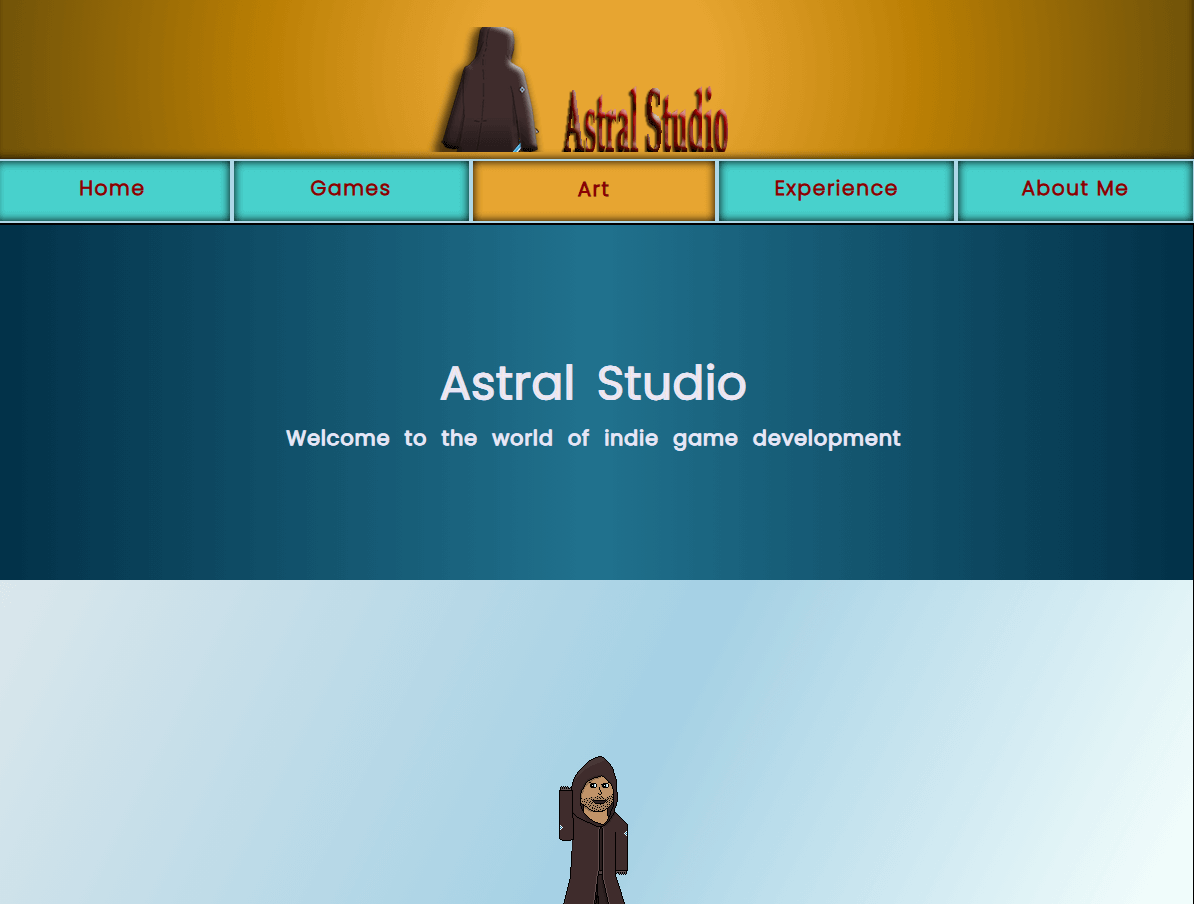 Astral Studio
Home
Games
Art
Experience
About Me
Astral Studio
Welcome to the world of indie game development